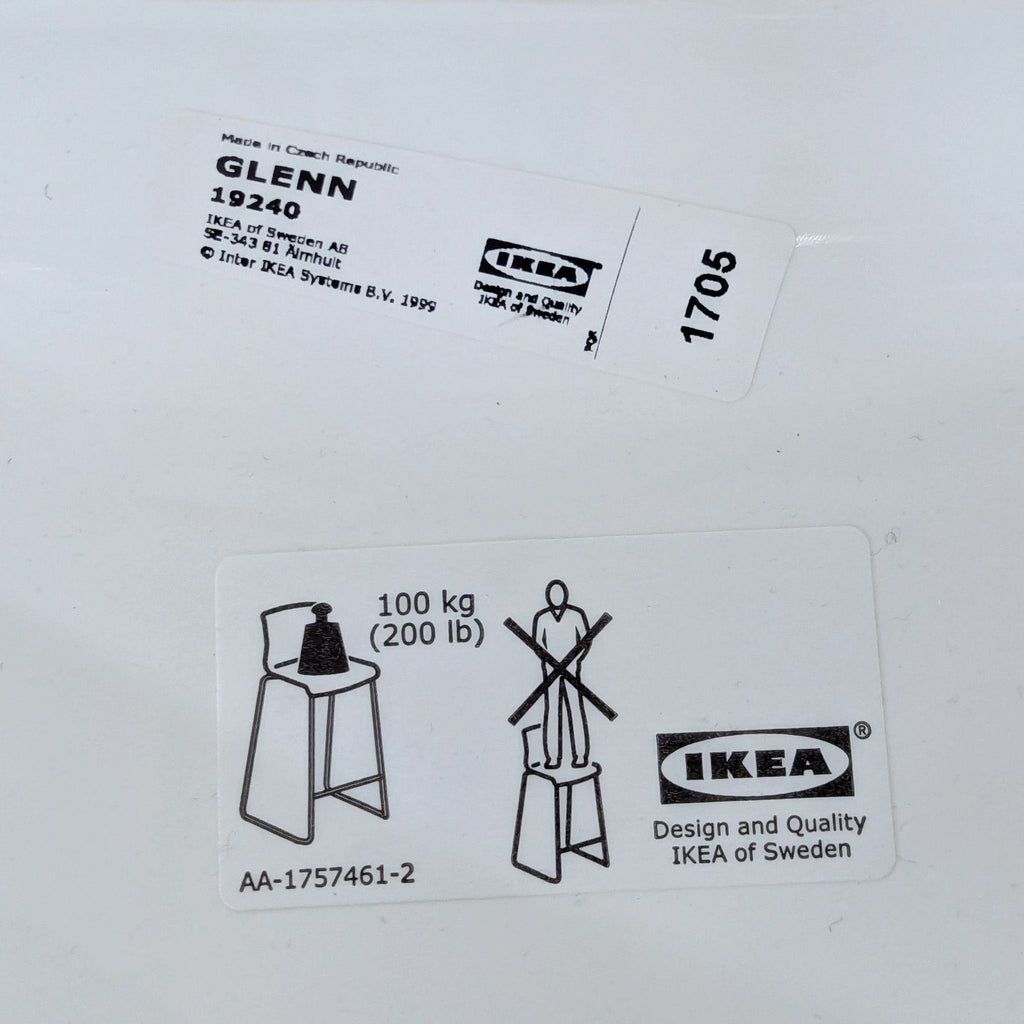 Made in Czech Republic
GLENN
19240
IKEA of Sweden AB
SE-343 81 Älmhult
© Inter IKEA Systems B.V. 1999
IKEA
Design and Quality
IKEA of Sweden
1705
100 kg
(200 lb)
IKEA®
Design and Quality
IKEA of Sweden
AA-1757461-2